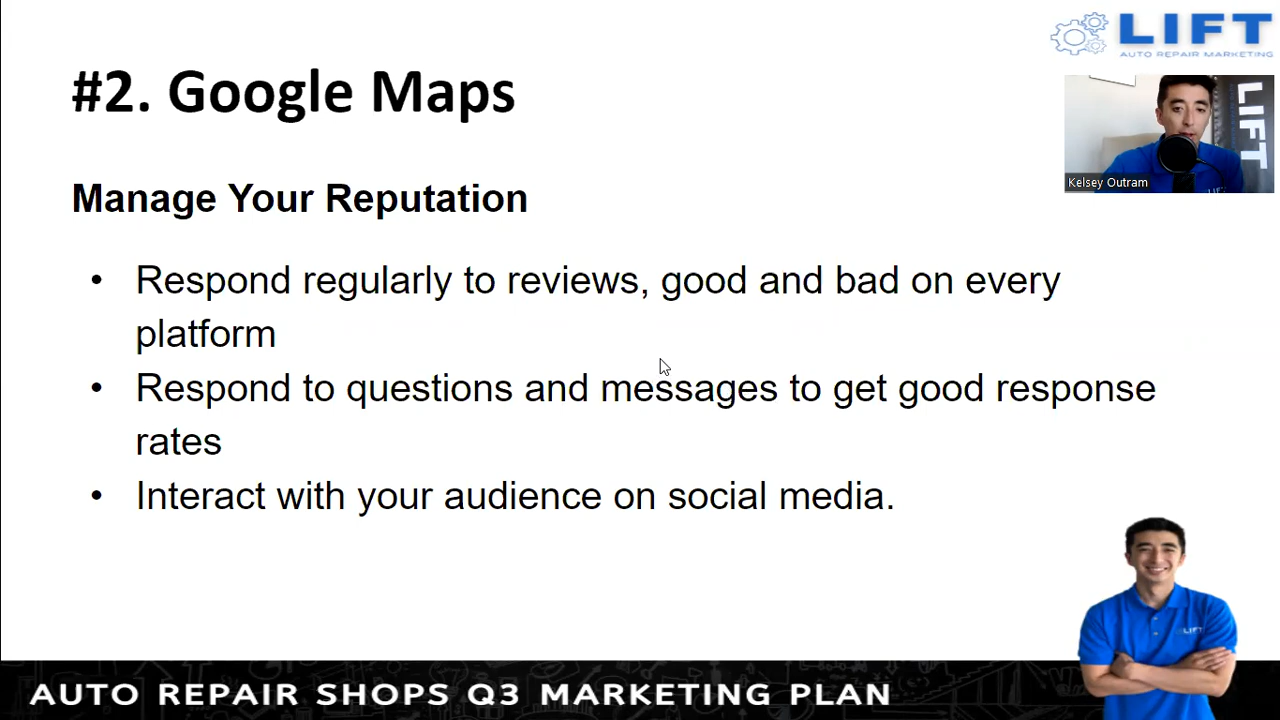 LIFT
AUTO REPAIR MARKETING
#2. Google Maps
LIFT
Kelsey Outram
Manage Your Reputation
• Respond regularly to reviews, good and bad on every
platform
• Respond to questions and messages to get good response
rates
• Interact with your audience on social media.
LIFT
AUTO REPAIR SHOPS Q3 MARKETING PLAN